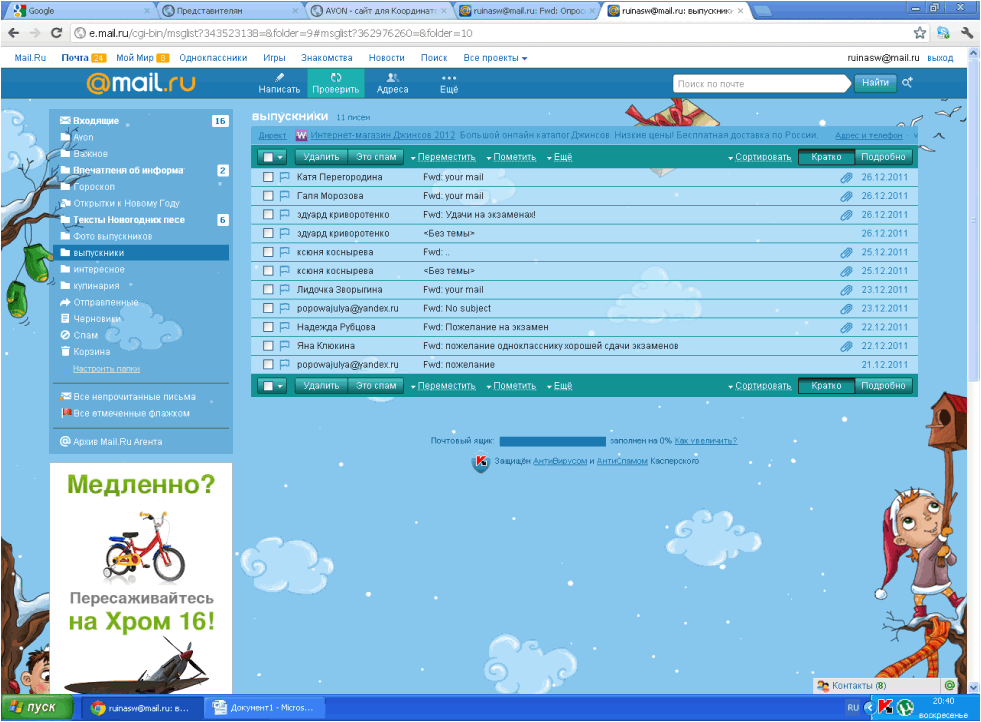 Google
Представителям
AVON - сайт для Координат
ruinasw@mail.ru: Fwd: Опро
ruinasw@mail.ru: выпускник
e.mail.ru/cgi-bin/msglist?343523138=&folder=9#msglist?362976260=&folder=10
Mail.Ru Почта 24 Мой Мир 8 Одноклассники Игры Знакомства Новости Поиск Все проекты
ruinasw@mail.ru выход
@mail.ru
Написать Проверить Адреса Ещё
Поиск по почте Найти
Входящие 16
Avon
Важное
Впечатленя об информат 2
Гороскоп
Открытки к Новому Году
Тексты Новогодних песе 6
Фото выпускников
выпускники
интересное
кулинария
Отправленные
Черновики
Спам
Корзина
Настроить папки
Все непрочитанные письма
Все отмеченные флажком
Архив Mail.Ru Агента
Медленно?
Пересаживайтесь
на Хром 16!
выпускники 11 писем
Директ Интернет-магазин Джинсов 2012 Большой онлайн каталог Джинсов. Низкие цены! Бесплатная доставка по России. Адрес и телефон
Удалить Это спам Переместить Пометить Ещё Сортировать Кратко Подробно
Катя Перегородина Fwd: your mail 26.12.2011
Галя Морозова Fwd: your mail 26.12.2011
эдуард криворотенко Fwd: Удачи на экзаменах! 26.12.2011
эдуард криворотенко <Без темы> 26.12.2011
ксюня коснырева Fwd: .. 25.12.2011
ксюня коснырева <Без темы> 25.12.2011
Лидочка Зворыгина Fwd: your mail 23.12.2011
popowajulya@yandex.ru Fwd: No subject 23.12.2011
Надежда Рубцова Fwd: Пожелание на экзамен 22.12.2011
Яна Клюкина Fwd: пожелание однокласснику хорошей сдачи экзаменов 22.12.2011
popowajulya@yandex.ru Fwd: пожелание 21.12.2011
Удалить Это спам Переместить Пометить Ещё Сортировать Кратко Подробно
Почтовый ящик: заполнен на 0% Как увеличить?
Защищён АнтиВирусом и АнтиСпамом Касперского
Контакты (8)
пуск
ruinasw@mail.ru: в...
Документ1 - Micros...
RU
20:40
воскресенье